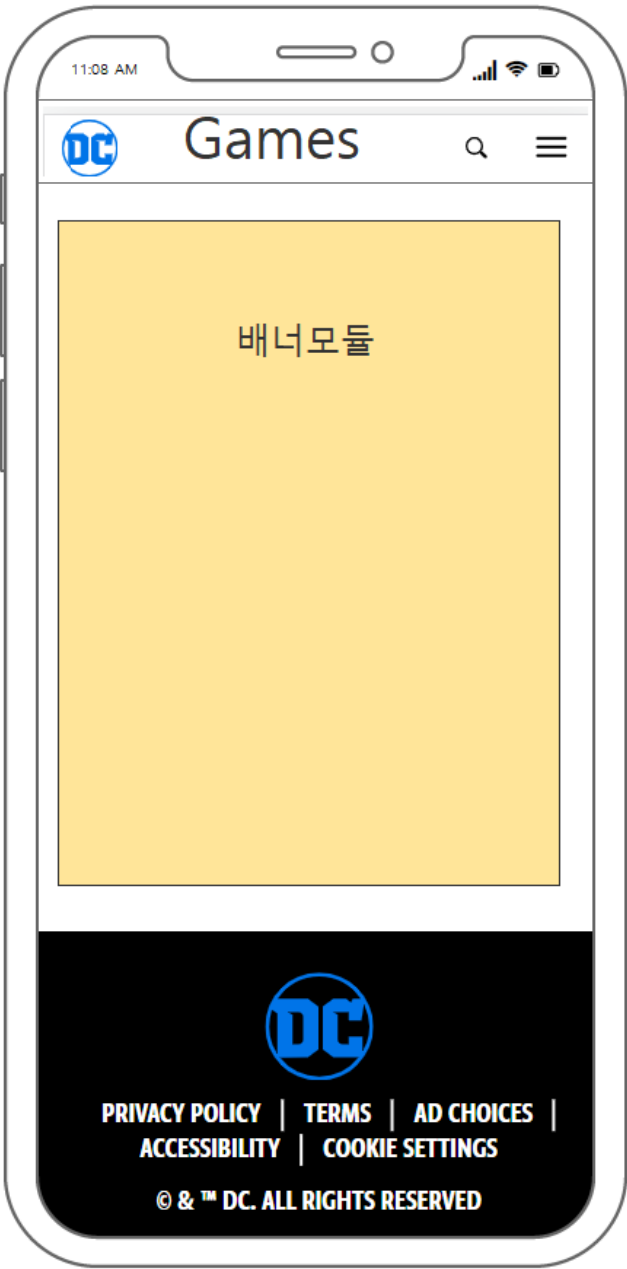 11:08 AM
DC Games
배너모듈
DC
PRIVACY POLICY | TERMS | AD CHOICES |
ACCESSIBILITY | COOKIE SETTINGS
© & ™ DC. ALL RIGHTS RESERVED